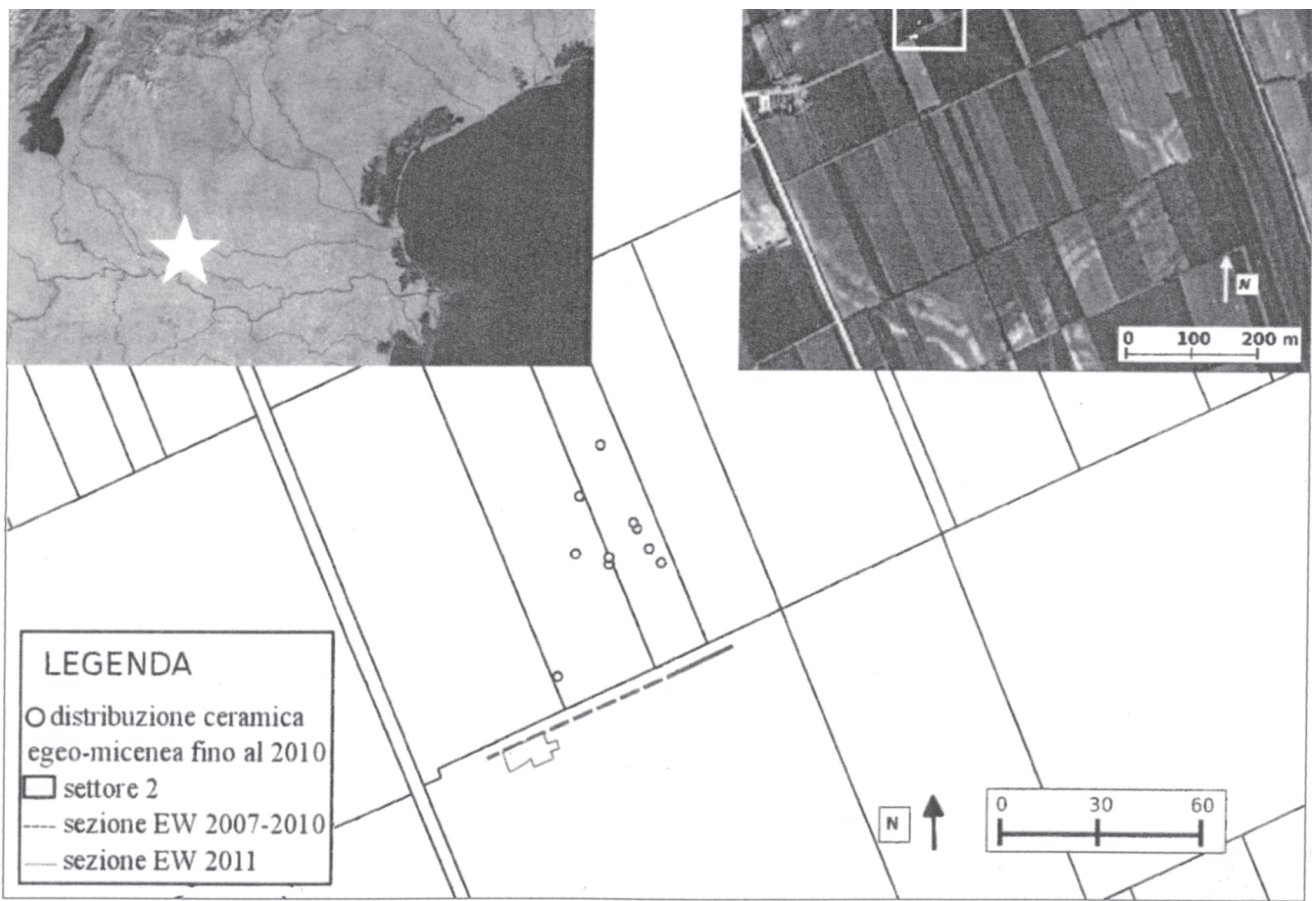 N
0 100 200 m
LEGENDA
distribuzione ceramica
egeo-micenea fino al 2010
settore 2
sezione EW 2007-2010
sezione EW 2011
N
0 30 60